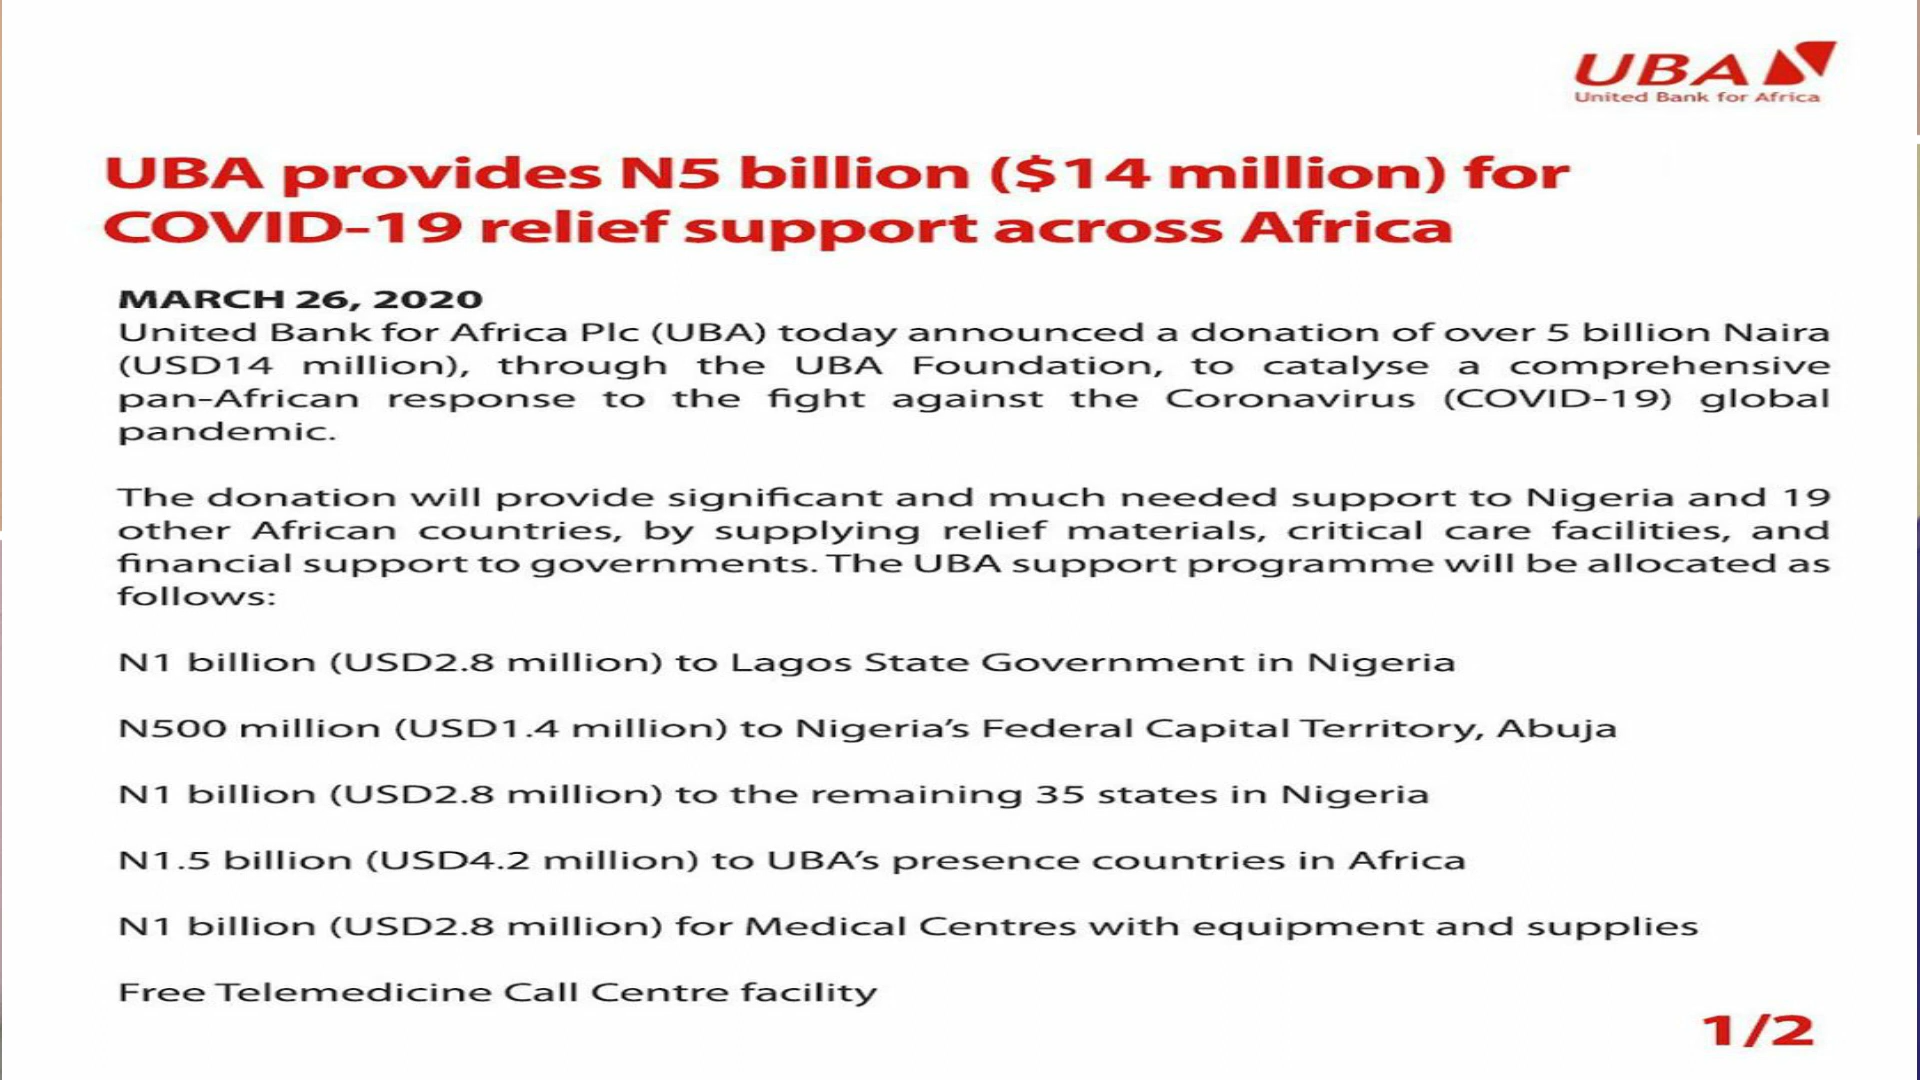 UBA
United Bank for Africa
UBA provides N5 billion ($14 million) for
COVID-19 relief support across Africa
MARCH 26, 2020
United Bank for Africa Plc (UBA) today announced a donation of over 5 billion Naira
(USD14 million), through the UBA Foundation, to catalyse a comprehensive
pan-African response to the fight against the Coronavirus (COVID-19) global
pandemic.
The donation will provide significant and much needed support to Nigeria and 19
other African countries, by supplying relief materials, critical care facilities, and
financial support to governments. The UBA support programme will be allocated as
follows:
N1 billion (USD2.8 million) to Lagos State Government in Nigeria
N500 million (USD1.4 million) to Nigeria’s Federal Capital Territory, Abuja
N1 billion (USD2.8 million) to the remaining 35 states in Nigeria
N1.5 billion (USD4.2 million) to UBA’s presence countries in Africa
N1 billion (USD2.8 million) for Medical Centres with equipment and supplies
Free Telemedicine Call Centre facility
1/2